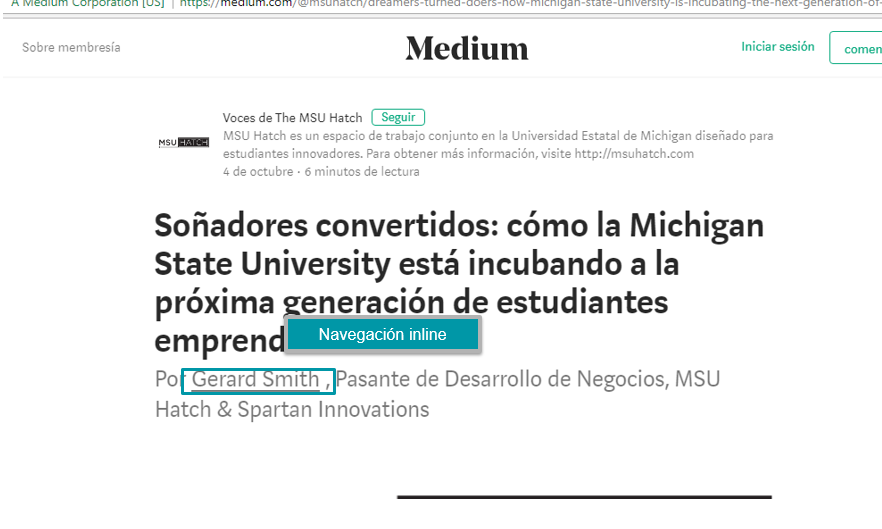 A Medium Corporation [US] | https://medium.com/@msuhatch/dreamers-turned-doers-how-michigan-state-university-is-incubating-the-next-generation-of-
Sobre membresía
Medium
Iniciar sesión
comen
Voces de The MSU Hatch Seguir
MSU HATCH
MSU Hatch es un espacio de trabajo conjunto en la Universidad Estatal de Michigan diseñado para
estudiantes innovadores. Para obtener más información, visite http://msuhatch.com
4 de octubre · 6 minutos de lectura
Soñadores convertidos: cómo la Michigan
State University está incubando a la
próxima generación de estudiantes
emprend
Navegación inline
Por Gerard Smith , Pasante de Desarrollo de Negocios, MSU
Hatch & Spartan Innovations